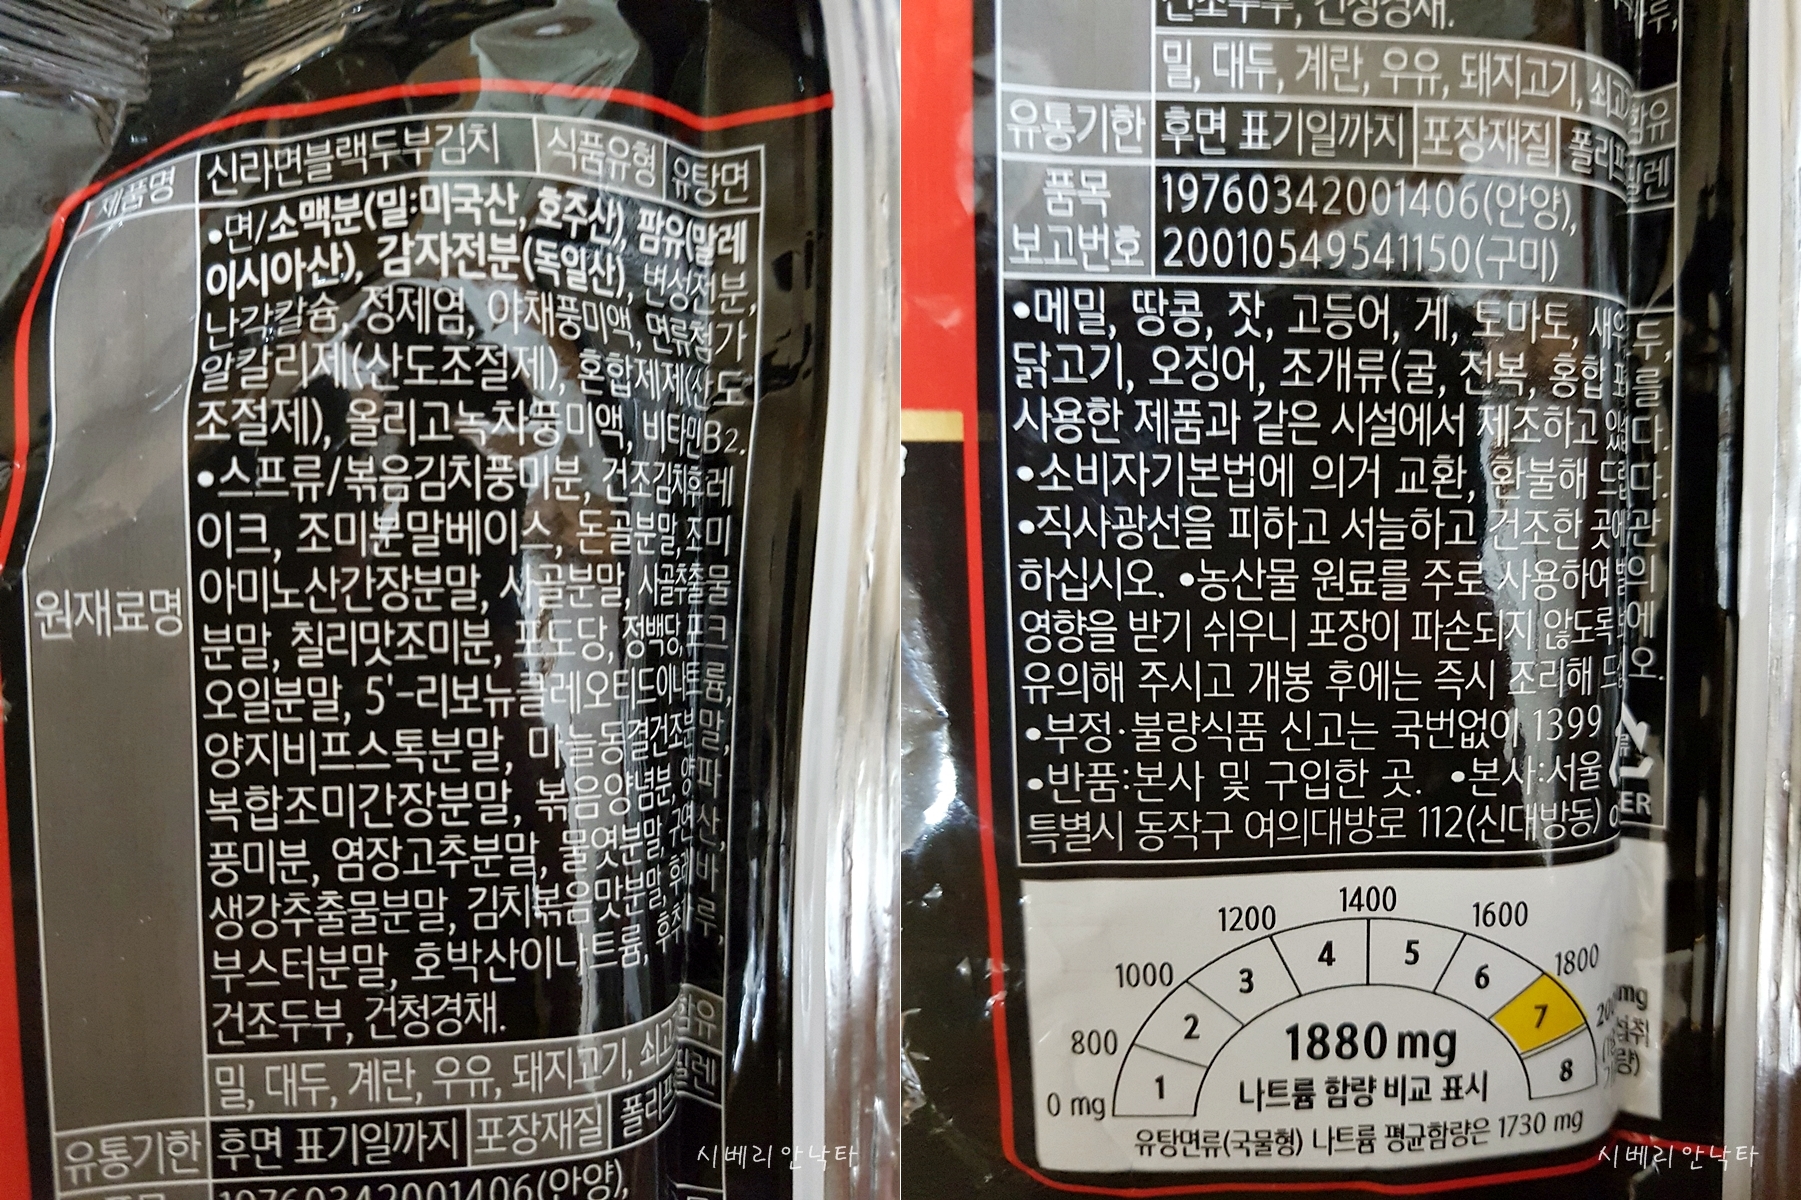 제품명 신라면블랙두부김치 식품유형 유탕면
원재료명
•면/소맥분(밀:미국산, 호주산), 팜유(말레
이시아산), 감자전분(독일산), 변성전분,
난각칼슘, 정제염, 야채풍미액, 면류첨가
알칼리제(산도조절제), 혼합제제(산도
조절제), 올리고녹차풍미액, 비타민B2.
•스프류/볶음김치풍미분, 건조김치후레
이크, 조미분말베이스, 돈골분말, 조미
아미노산간장분말, 사골분말, 사골추출물
분말, 칠리맛조미분, 포도당, 정백당,
오일분말, 5'-리보뉴클레오티드이나트륨,
양지비프스톡분말, 마늘동결건조분말,
복합조미간장분말, 볶음양념분, 양파
풍미분, 염장고추분말, 물엿분말, 구연산,
생강추출물분말, 김치볶음맛분말,
부스터분말, 호박산이나트륨,
건조두부, 건청경채.
밀, 대두, 계란, 우유, 돼지고기, 쇠고기 함유
유통기한 후면 표기일까지 포장재질 폴리프로필렌
19760342001406(안양),
시베리안낙타
건조두부, 건청경채.
밀, 대두, 계란, 우유, 돼지고기, 쇠고기 함유
유통기한 후면 표기일까지 포장재질 폴리프로필렌
품목
보고번호
19760342001406(안양),
20010549541150(구미)
•메밀, 땅콩, 잣, 고등어, 게, 토마토, 새우,
닭고기, 오징어, 조개류(굴, 전복, 홍합 포
사용한 제품과 같은 시설에서 제조하고 있습니다.
•소비자기본법에 의거 교환, 환불해 드립니다.
•직사광선을 피하고 서늘하고 건조한 곳에 보관
하십시오. •농산물 원료를 주로 사용하여
영향을 받기 쉬우니 포장이 파손되지 않도록
유의해 주시고 개봉 후에는 즉시 조리해 드십시오.
•부정·불량식품 신고는 국번없이 1399
•반품:본사 및 구입한 곳. •본사:서울
특별시 동작구 여의대방로 112(신대방동)
0 mg 800 1000 1200 1400 1600 1800
1 2 3 4 5 6 7 8
1880 mg
나트륨 함량 비교 표시
유탕면류(국물형) 나트륨 평균함량은 1730 mg
시베리안낙타